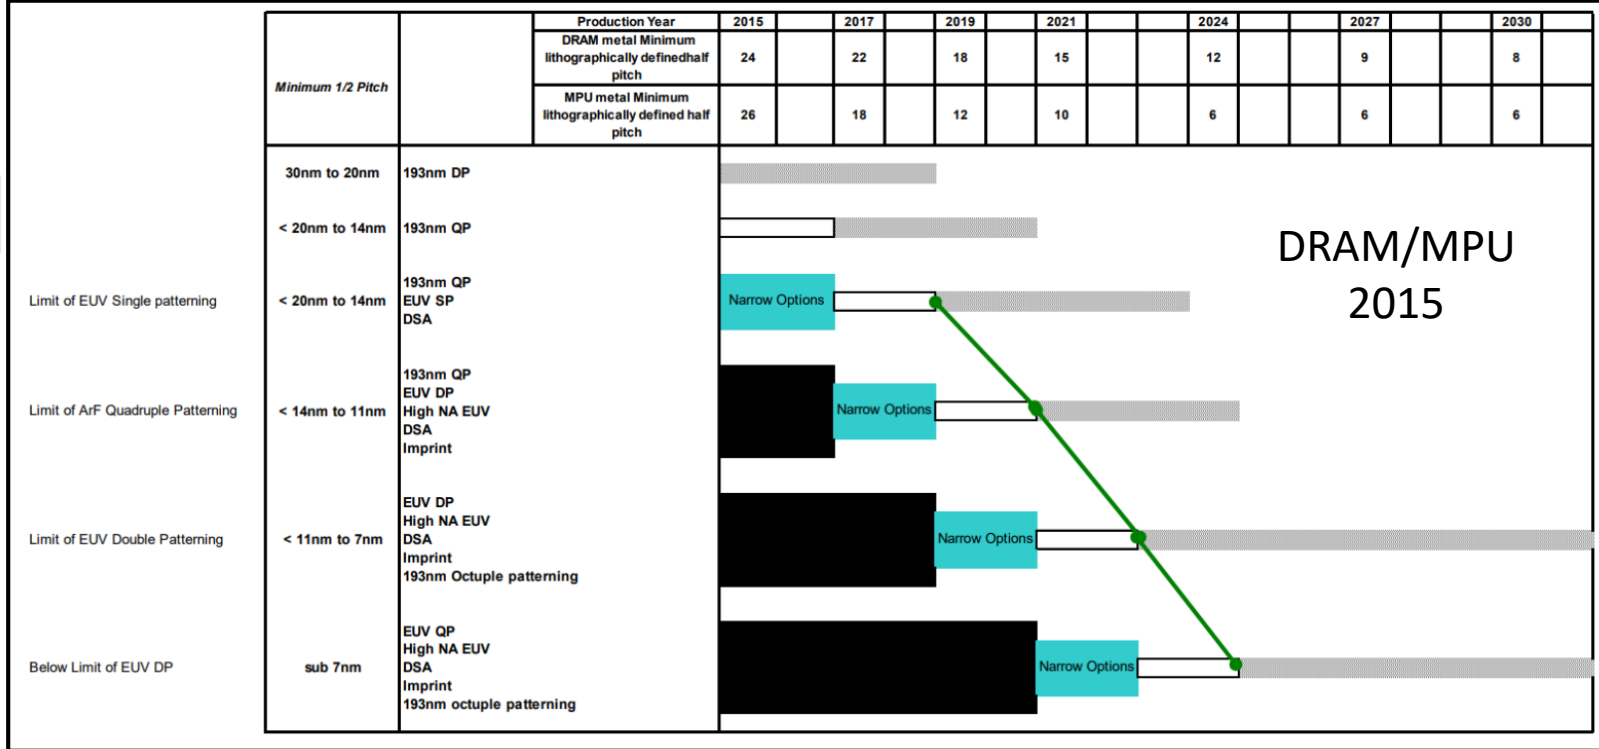 Production Year 2015 2017 2019 2021 2024 2027 2030
Minimum 1/2 Pitch
DRAM metal Minimum
lithographically definedhalf
pitch
24 22 18 15 12 9 8
MPU metal Minimum
lithographically defined half
pitch
26 18 12 10 6 6 6
30nm to 20nm 193nm DP
< 20nm to 14nm 193nm QP
DRAM/MPU
2015
Limit of EUV Single patterning < 20nm to 14nm
193nm QP
EUV SP
DSA
Narrow Options
Limit of ArF Quadruple Patterning < 14nm to 11nm
193nm QP
EUV DP
High NA EUV
DSA
Imprint
Narrow Options
Limit of EUV Double Patterning < 11nm to 7nm
EUV DP
High NA EUV
DSA
Imprint
193nm Octuple patterning
Narrow Options
Below Limit of EUV DP sub 7nm
EUV QP
High NA EUV
DSA
Imprint
193nm octuple patterning
Narrow Options